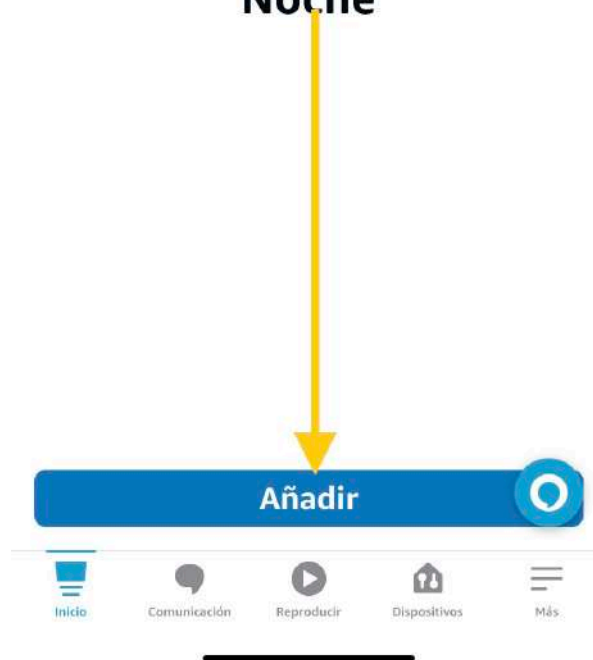 Noche
Añadir
Inicio
Comunicación
Reproducir
Dispositivos
Más